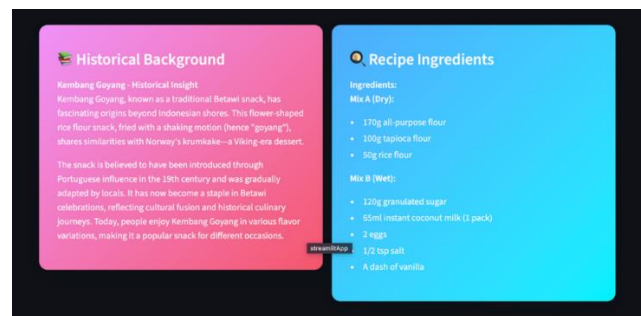 Historical Background
Kembang Goyang - Historical Insight
Kembang Goyang, known as a traditional Betawi snack, has
fascinating origins beyond Indonesian shores. This flower-shaped
rice flour snack, fried with a shaking motion (hence "goyang"),
shares similarities with Norway's krumkake—a Viking-era dessert.
The snack is believed to have been introduced through
Portuguese influence in the 19th century and was gradually
adapted by locals. It has now become a staple in Betawi
celebrations, reflecting cultural fusion and historical culinary
journeys. Today, people enjoy Kembang Goyang in various flavor
variations, making it a popular snack for different occasions.
Recipe Ingredients
Ingredients:
Mix A (Dry):
• 170g all-purpose flour
• 100g tapioca flour
• 50g rice flour
Mix B (Wet):
• 120g granulated sugar
• 65ml instant coconut milk (1 pack)
• 2 eggs
• 1/2 tsp salt
• A dash of vanilla
streamlitApp